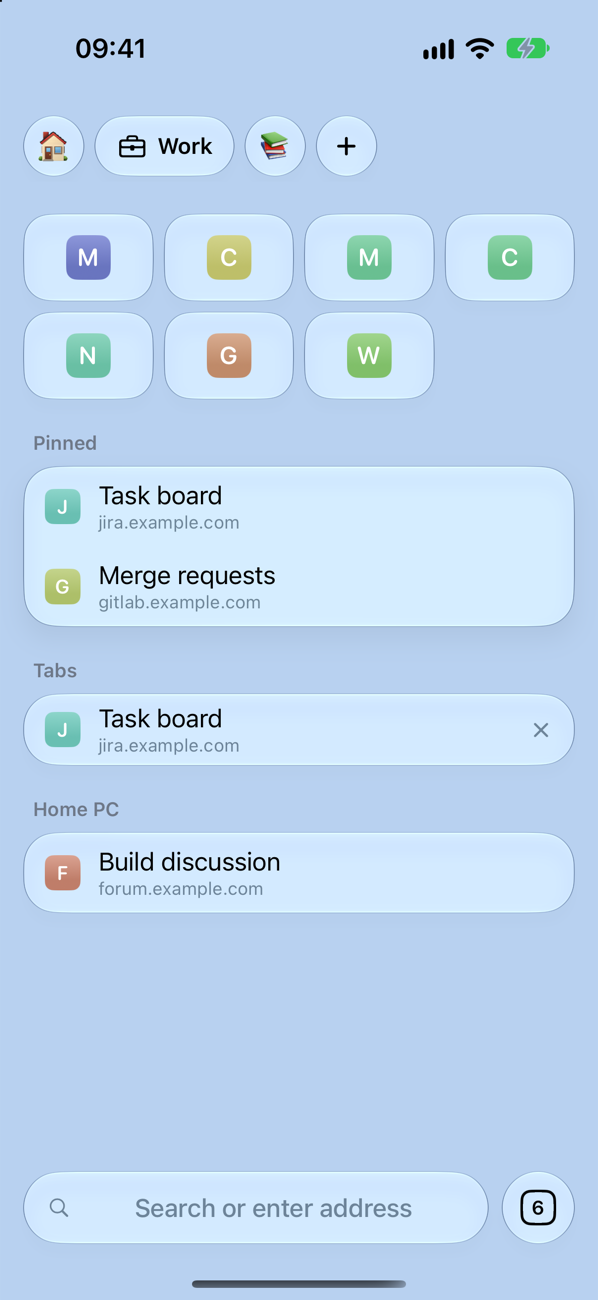 09:41
Work
M
C
M
C
N
G
W
Pinned
J
Task board
jira.example.com
G
Merge requests
gitlab.example.com
Tabs
J
Task board
jira.example.com
Home PC
F
Build discussion
forum.example.com
Search or enter address
6